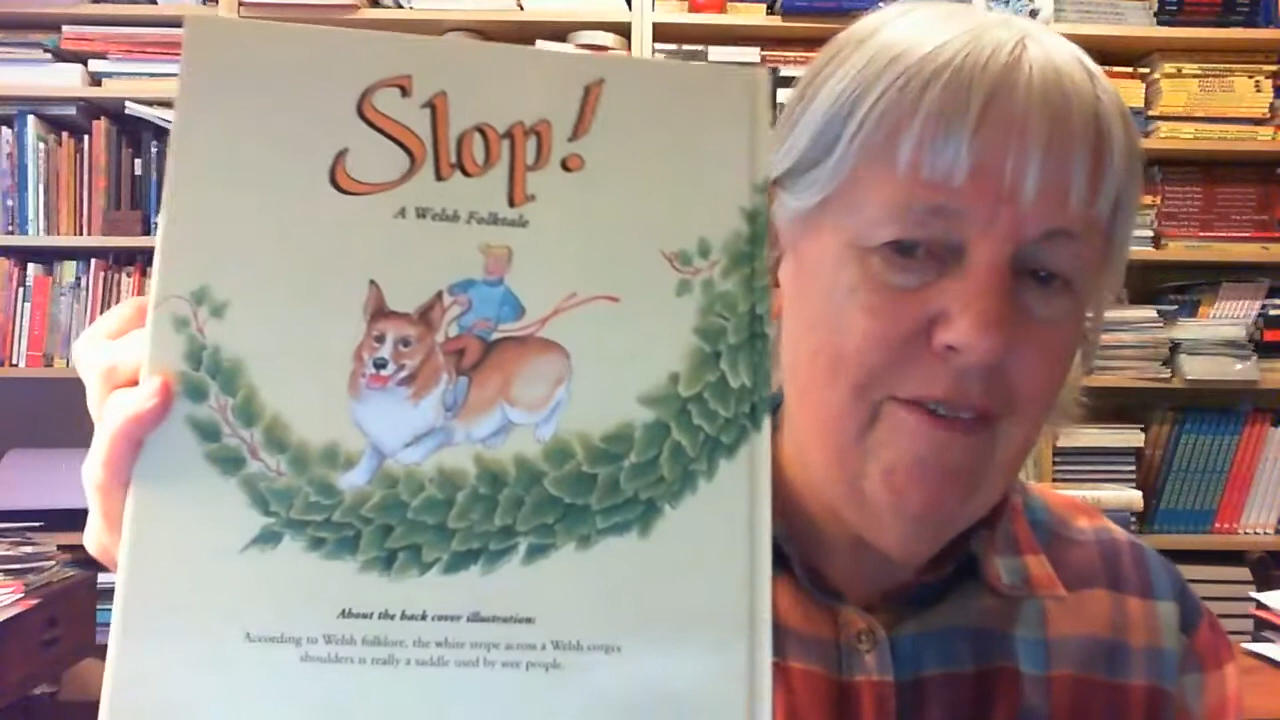 Slop!
A Welsh Folktale
About the back cover illustration:
According to Welsh folklore, the white stripe across a Welsh corgi's
shoulders is really a saddle used by wee people.